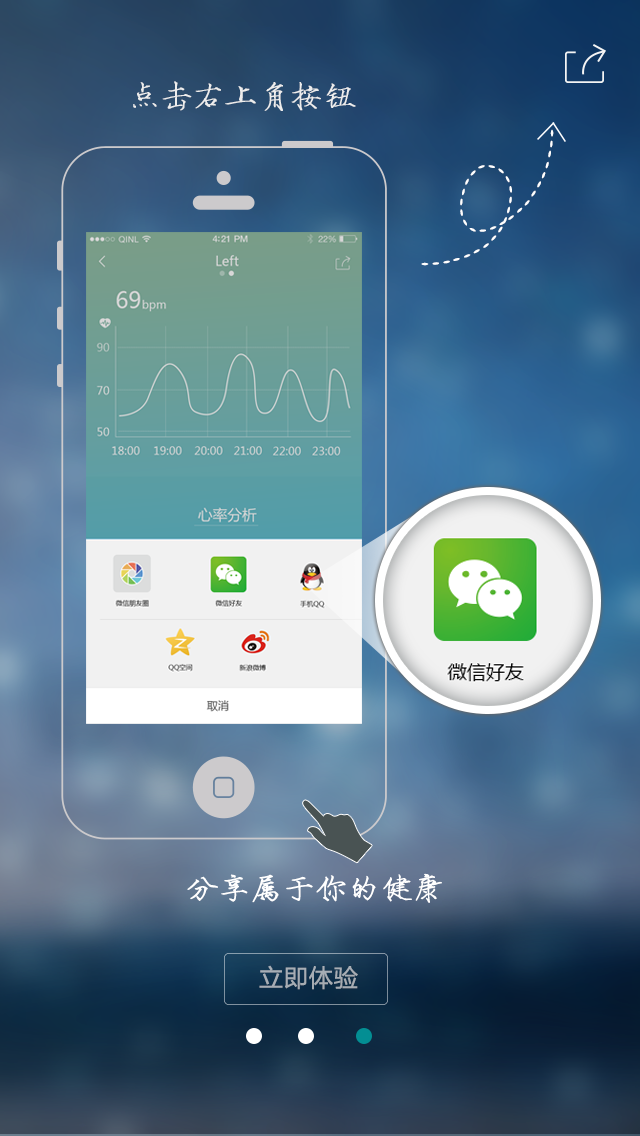 点击右上角按钮
QINL 4:21 PM 22%
Left
69bpm
90
70
50
18:00 19:00 20:00 21:00 22:00 23:00
心率分析
微信朋友圈 微信好友 手机QQ
微信好友
QQ空间 新浪微博
取消
分享属于你的健康
立即体验